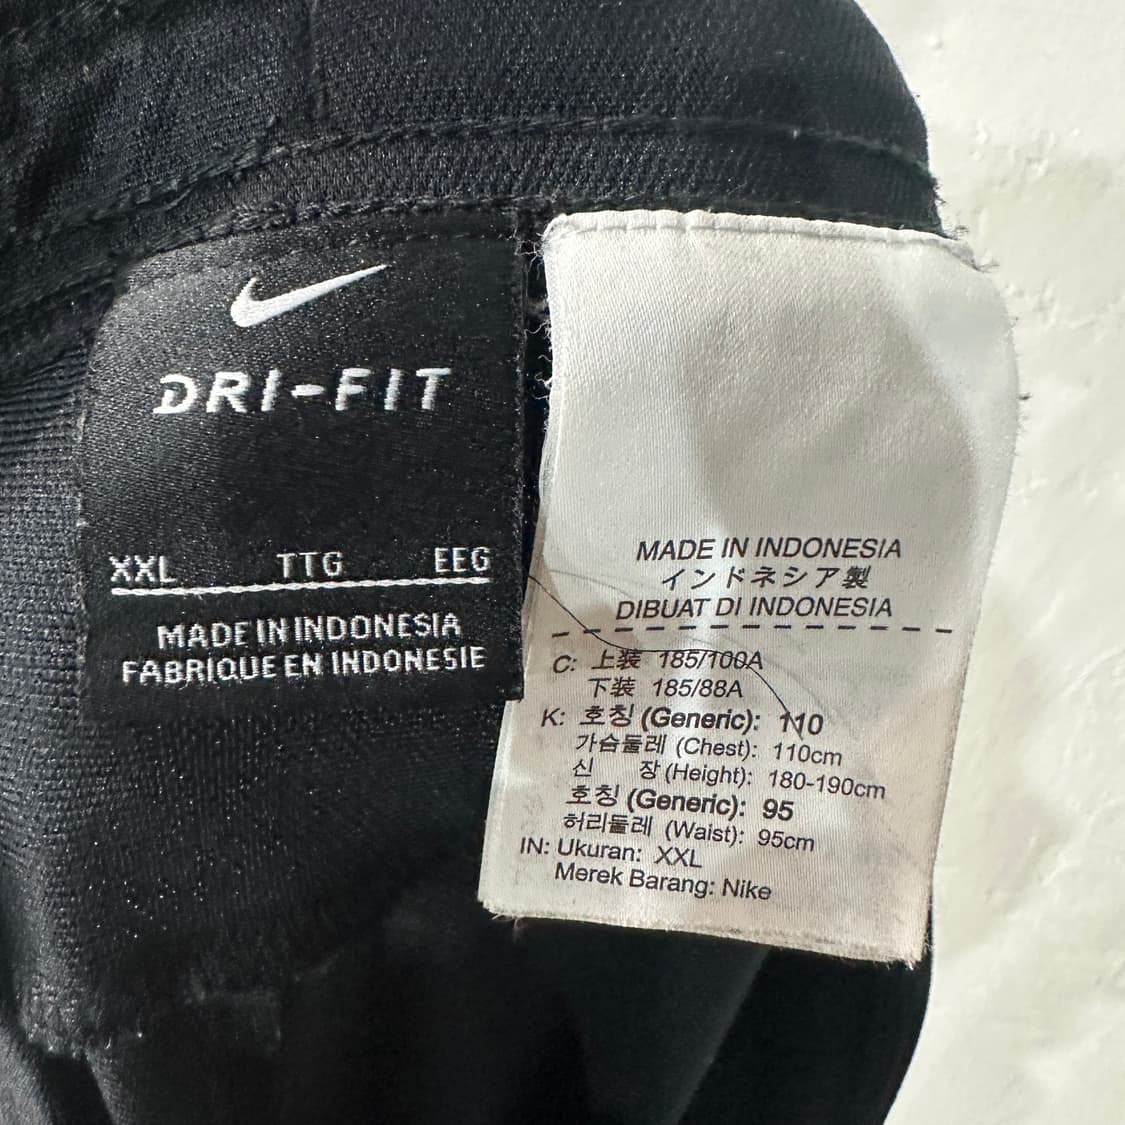 DRI-FIT
XXL TTG EEG
MADE IN INDONESIA
FABRIQUE EN INDONESIE
MADE IN INDONESIA
インドネシア製
DIBUAT DI INDONESIA
C: 上装 185/100A
下装 185/88A
K: 호칭 (Generic): 110
가슴둘레 (Chest): 110cm
신 장 (Height): 180-190cm
호칭 (Generic): 95
허리둘레 (Waist): 95cm
IN: Ukuran: XXL
Merek Barang: Nike